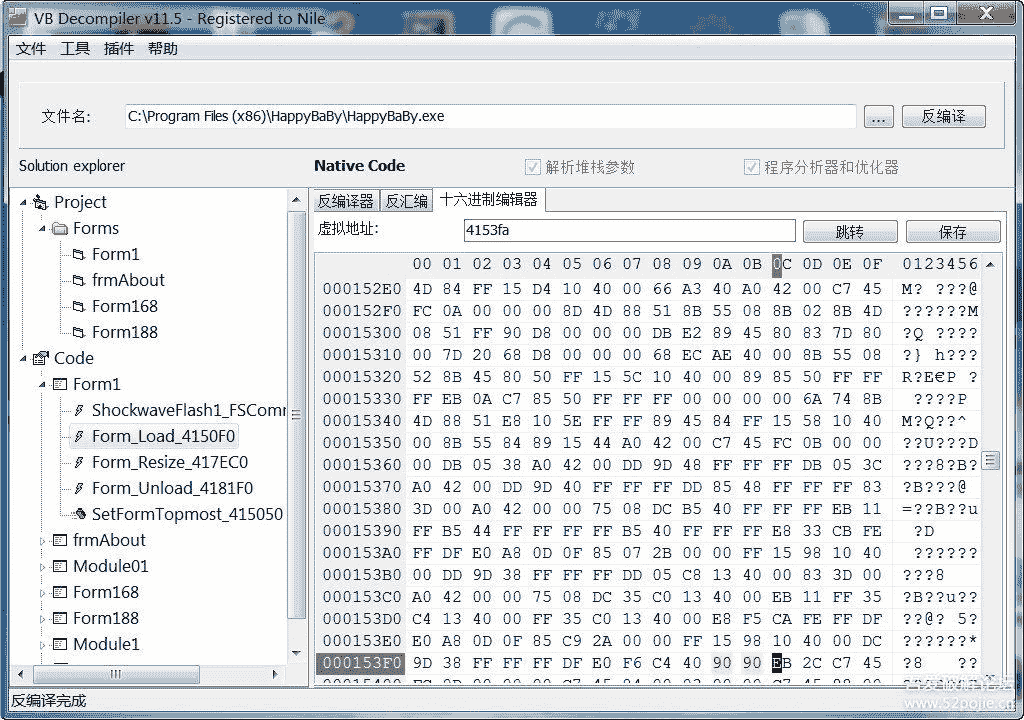 VB Decompiler v11.5 - Registered to Nile
文件 工具 插件 帮助
文件名: C:\Program Files (x86)\HappyBaBy\HappyBaBy.exe ... 反编译
Solution explorer
Native Code 解析堆栈参数 程序分析器和优化器
Project
Forms
Form1
frmAbout
Form168
Form188
Code
Form1
ShockwaveFlash1_FSComm
Form_Load_4150F0
Form_Resize_417EC0
Form_Unload_4181F0
SetFormTopmost_415050
frmAbout
Module01
Form168
Form188
Module1
反编译器 反汇编 十六进制编辑器
虚拟地址: 4153fa 跳转 保存
00 01 02 03 04 05 06 07 08 09 0A 0B 0C 0D 0E 0F 0123456
000152E0 4D 84 FF 15 D4 10 40 00 66 A3 40 A0 42 00 C7 45 M? ???@
000152F0 FC 0A 00 00 00 8D 4D 88 51 8B 55 08 8B 02 8B 4D ??????M
00015300 08 51 FF 90 D8 00 00 00 DB E2 89 45 80 83 7D 80 ?Q ????
00015310 00 7D 20 68 D8 00 00 00 68 EC AE 40 00 8B 55 08 ?} h???
00015320 52 8B 45 80 50 FF 15 5C 10 40 00 89 85 50 FF FF R?E€P ?
00015330 FF EB 0A C7 85 50 FF FF FF 00 00 00 00 6A 74 8B ????P
00015340 4D 88 51 E8 10 5E FF FF 89 45 84 FF 15 58 10 40 M?Q??^
00015350 00 8B 55 84 89 15 44 A0 42 00 C7 45 FC 0B 00 00 ??U???D
00015360 00 DB 05 38 A0 42 00 DD 9D 48 FF FF FF DB 05 3C ???8?B?
00015370 A0 42 00 DD 9D 40 FF FF FF DD 85 48 FF FF FF 83 ?B???@
00015380 3D 00 A0 42 00 00 75 08 DC B5 40 FF FF FF EB 11 =??B??u
00015390 FF B5 44 FF FF FF FF B5 40 FF FF FF E8 33 CB FE ?D
000153A0 FF DF E0 A8 0D 0F 85 07 2B 00 00 FF 15 98 10 40 ??????
000153B0 00 DD 9D 38 FF FF FF DD 05 C8 13 40 00 83 3D 00 ???8
000153C0 A0 42 00 00 75 08 DC 35 C0 13 40 00 EB 11 FF 35 ?B??u??
000153D0 C4 13 40 00 FF 35 C0 13 40 00 E8 F5 CA FE FF DF ??@? 5?
000153E0 E0 A8 0D 0F 85 C9 2A 00 00 FF 15 98 10 40 00 DC ??????*
000153F0 9D 38 FF FF FF DF E0 F6 C4 40 90 90 EB 2C C7 45 ?8 ??
反编译完成
吾爱破解论坛
www.52pojie.cn